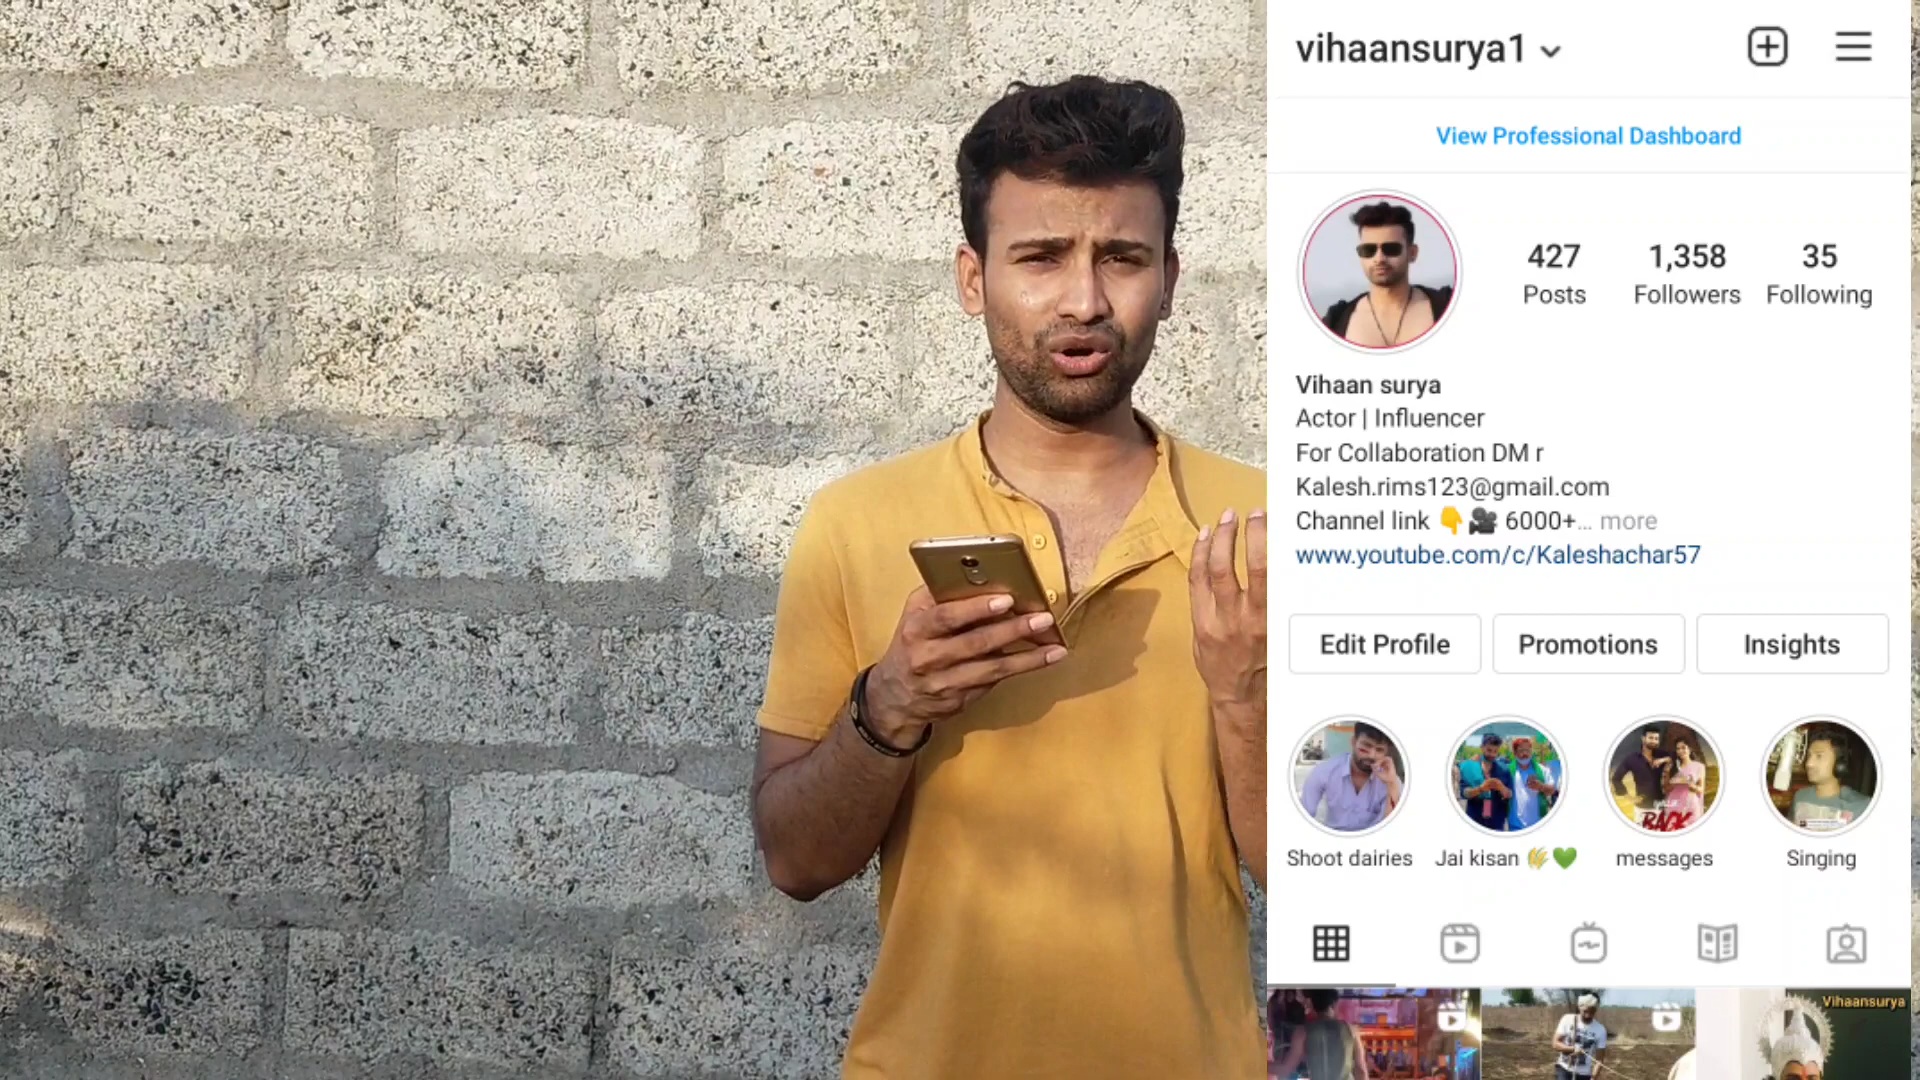 vihaansurya1
View Professional Dashboard
427
Posts
1,358
Followers
35
Following
Vihaan surya
Actor | Influencer
For Collaboration DM r
Kalesh.rims123@gmail.com
Channel link 👇🎥 6000+... more
www.youtube.com/c/Kaleshachar57
Edit Profile
Promotions
Insights
BACK
Shoot dairies
Jai kisan 🌾💚
messages
Singing
Vihaansurya